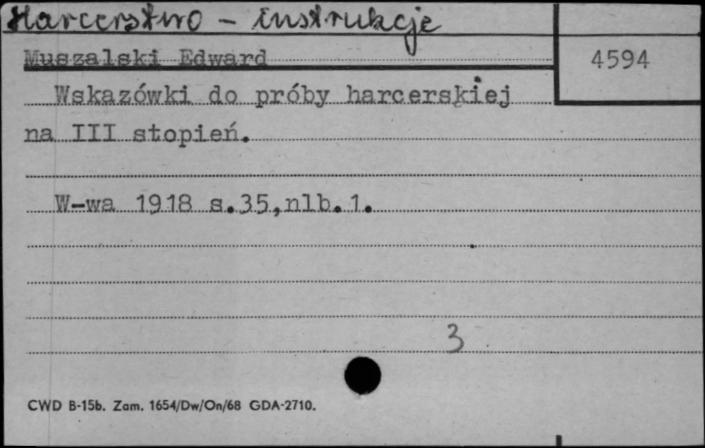 Harcerstwo - instrukcje
Muszalski Edward
4594
Wskazówki do próby harcerskiej
na III stopień.
W-wa 1918 s.35,nlb.1.
3
CWD B-15b. Zam. 1654/Dw/On/68 GDA-2710.